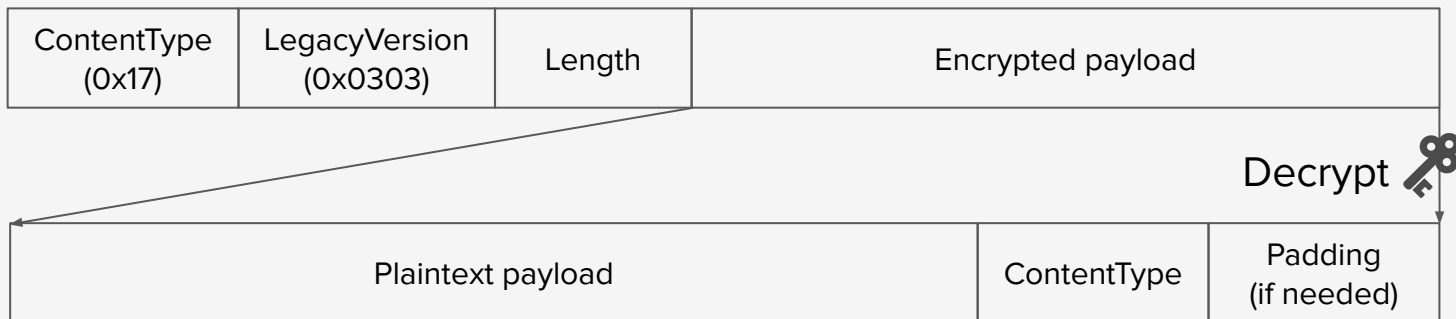 ContentType
(0x17)
LegacyVersion
(0x0303)
Length
Encrypted payload
Decrypt
Plaintext payload
ContentType
Padding
(if needed)